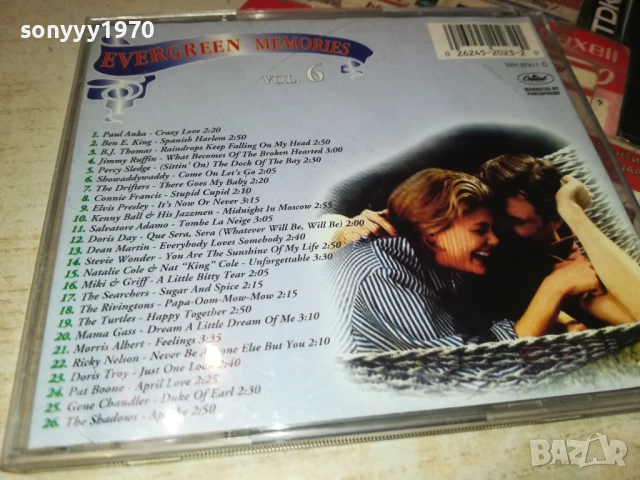 sonyyy1970
EVERGREEN MEMORIES
VOL. 6
0 26245-2023-2 0
Capitol
MARKETED BY
TDK
1. Paul Anka - Crazy Love 2:20
2. Ben E. King - Spanish Harlem 2:50
3. B.J. Thomas - Raindrops Keep Falling On My Head 2:50
4. Jimmy Ruffin - What Becomes Of The Broken Hearted 3:00
5. Percy Sledge - (Sittin' On) The Dock Of The Bay 2:30
6. Showaddywaddy - Come On Let's Go 2:05
7. The Drifters - There Goes My Baby 2:20
8. Connie Francis - Stupid Cupid 2:10
9. Elvis Presley - It's Now Or Never 3:15
10. Kenny Ball & His Jazzmen - Midnight In Moscow 2:55
11. Salvatore Adamo - Tombe La Neige 3:05
12. Doris Day - Que Sera, Sera (Whatever Will Be, Will Be) 2:00
13. Dean Martin - Everybody Loves Somebody 2:40
14. Stevie Wonder - You Are The Sunshine Of My Life 2:50
15. Natalie Cole & Nat "King" Cole - Unforgettable 3:30
16. Miki & Griff - A Little Bitty Tear 2:05
17. The Searchers - Sugar And Spice 2:15
18. The Rivingtons - Papa-Oom-Mow-Mow 2:15
19. The Turtles - Happy Together 2:50
20. Mama Gass - Dream A Little Dream Of Me 3:10
21. Morris Albert - Feelings 3:35
22. Ricky Nelson - Never Be Anyone Else But You 2:10
23. Doris Troy - Just One Look 2:20
24. Pat Boone - April Love 2:25
25. Gene Chandler - Duke Of Earl 2:30
26. The Shadows - Apache 2:50
BAZAR
bg